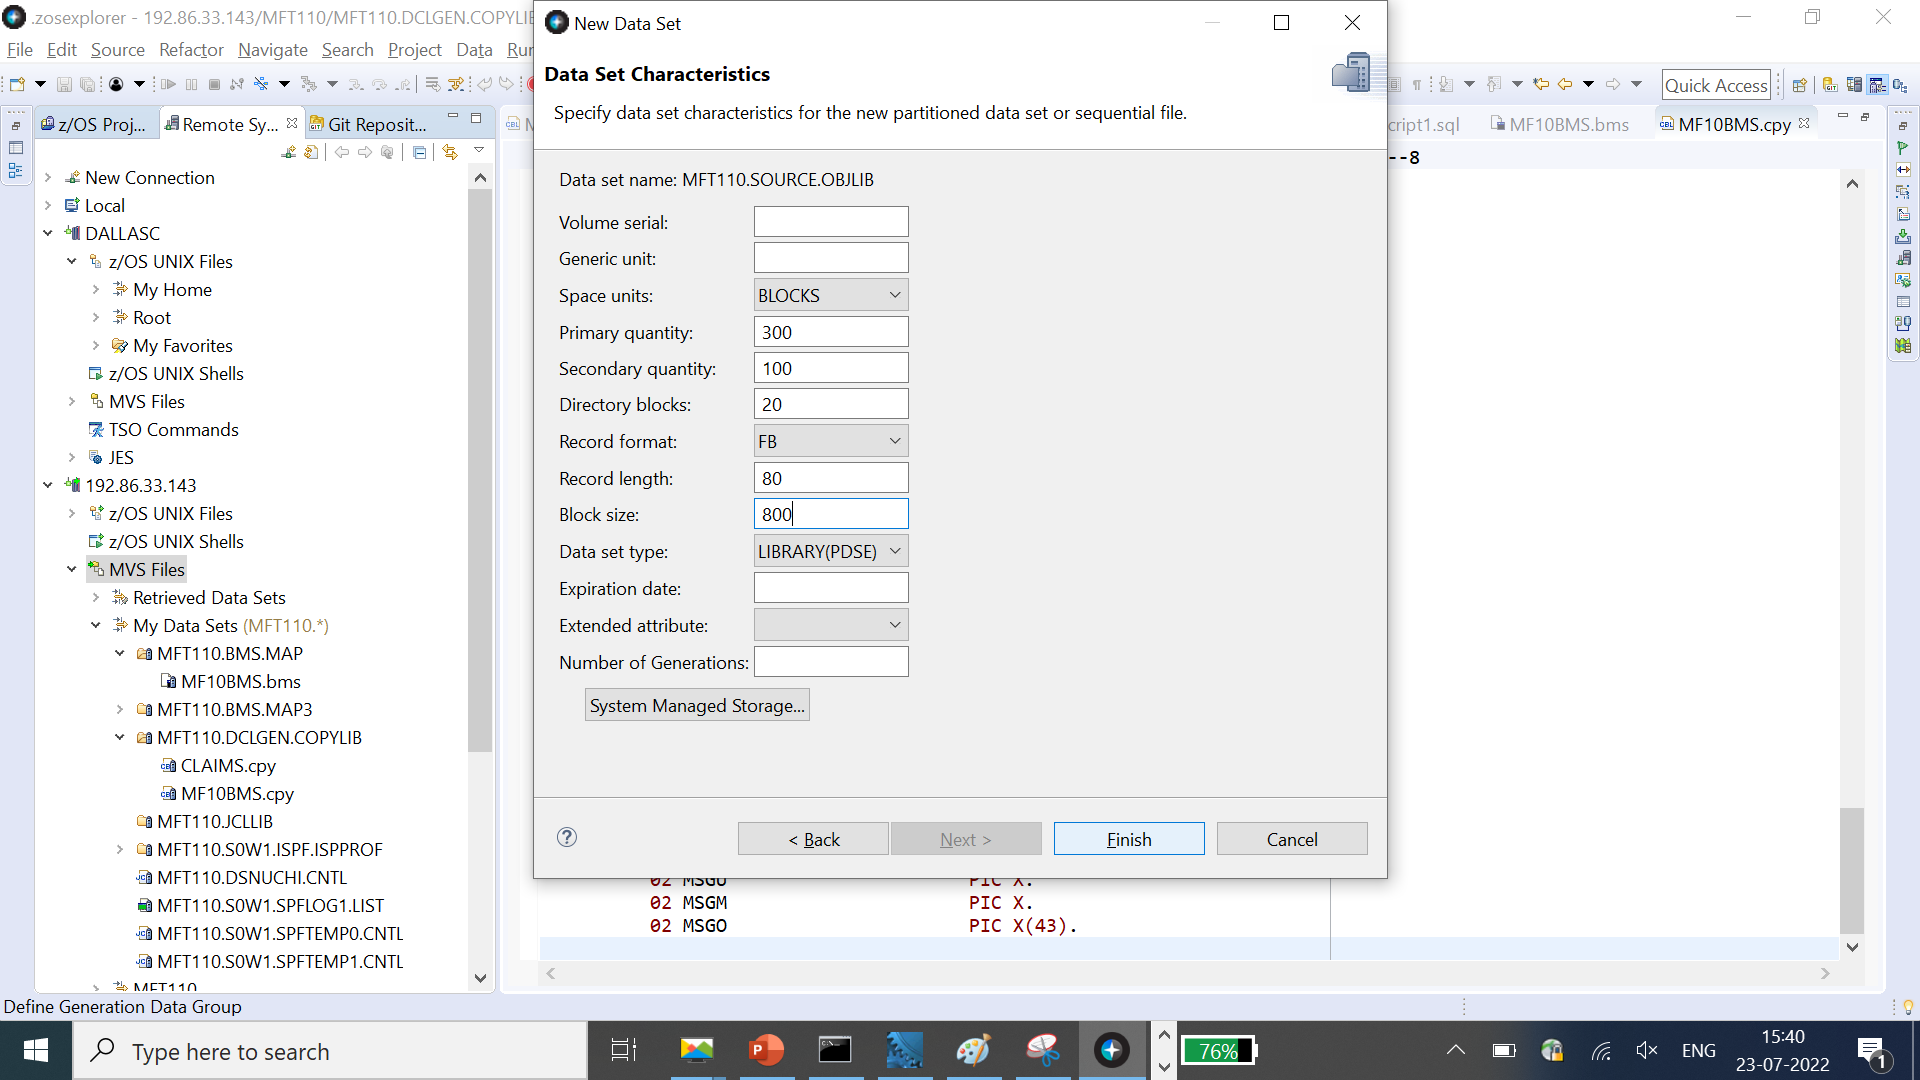 .zosexplorer - 192.86.33.143/MFT110/MFT110.DCLGEN.COPYLIB
File Edit Source Refactor Navigate Search Project Data Run
Quick Access
z/OS Proj...
Remote Sy...
Git Reposit...
New Connection
Local
DALLASC
z/OS UNIX Files
My Home
Root
My Favorites
z/OS UNIX Shells
MVS Files
TSO Commands
JES
192.86.33.143
z/OS UNIX Files
z/OS UNIX Shells
MVS Files
Retrieved Data Sets
My Data Sets (MFT110.*)
MFT110.BMS.MAP
MF10BMS.bms
MFT110.BMS.MAP3
MFT110.DCLGEN.COPYLIB
CLAIMS.cpy
MF10BMS.cpy
MFT110.JCLLIB
MFT110.S0W1.ISPF.ISPPROF
MFT110.DSNUCHI.CNTL
MFT110.S0W1.SPFLOG1.LIST
MFT110.S0W1.SPFTEMP0.CNTL
MFT110.S0W1.SPFTEMP1.CNTL
MFT110
New Data Set
Data Set Characteristics
Specify data set characteristics for the new partitioned data set or sequential file.
Data set name: MFT110.SOURCE.OBJLIB
Volume serial:
Generic unit:
Space units: BLOCKS
Primary quantity: 300
Secondary quantity: 100
Directory blocks: 20
Record format: FB
Record length: 80
Block size: 800
Data set type: LIBRARY(PDSE)
Expiration date:
Extended attribute:
Number of Generations:
System Managed Storage...
< Back
Next >
Finish
Cancel
cript1.sql
MF10BMS.bms
MF10BMS.cpy
--8
02 MSGU PIC X.
02 MSGM PIC X.
02 MSGO PIC X(43).
Define Generation Data Group
Type here to search
76%
ENG
15:40
23-07-2022
1